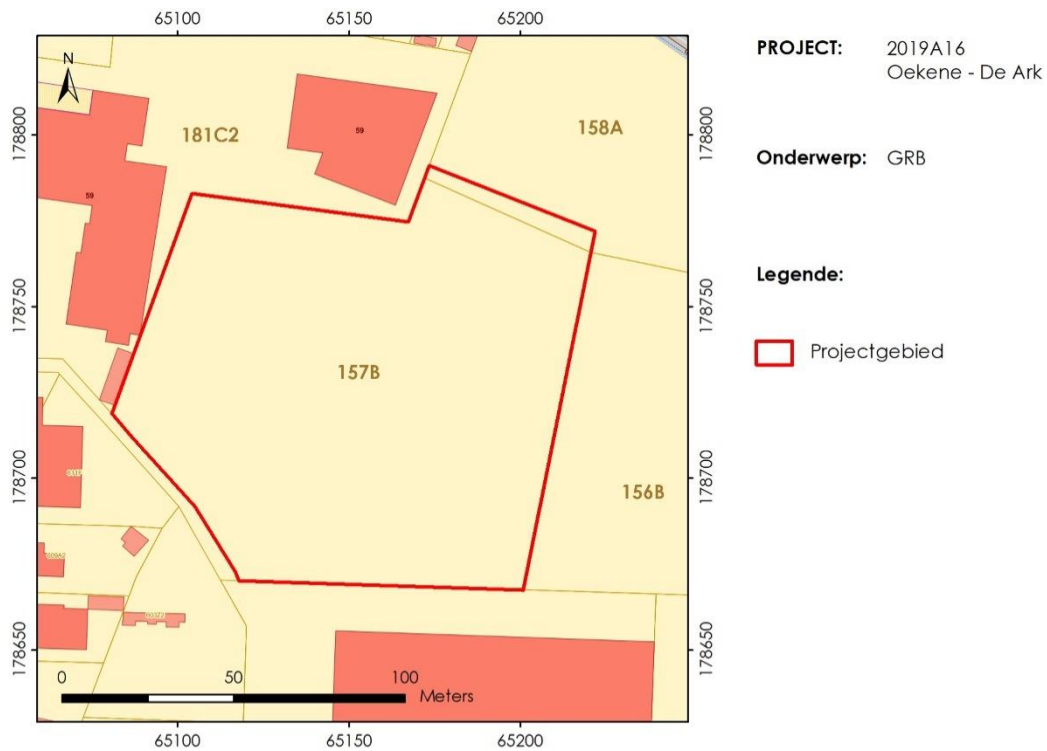 65100 65150 65200
PROJECT: 2019A16
Oekene - De Ark
Onderwerp: GRB
Legende:
Projectgebied
N
178800 178800
181C2
59
158A
59
178750 178750
157B
178700 178700
156B
178650 178650
0 50 100
Meters
65100 65150 65200